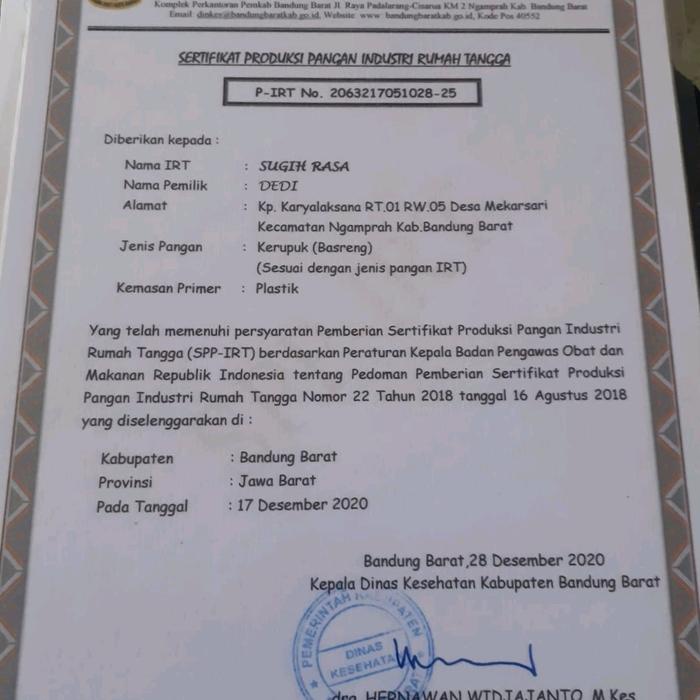 Komplek Perkantoran Pemkab Bandung Barat Jl. Raya Padalarang-Cisarua KM 2 Ngamprah Kab. Bandung Barat
Email: dinkes@bandungbaratkab.go.id, Website: www. bandungbaratkab.go.id, Kode Pos 40552
SERTIFIKAT PRODUKSI PANGAN INDUSTRI RUMAH TANGGA
P-IRT No. 2063217051028-25
Diberikan kepada :
Nama IRT : SUGIH RASA
Nama Pemilik : DEDI
Alamat : Kp. Karyalaksana RT.01 RW.05 Desa Mekarsari
Kecamatan Ngamprah Kab.Bandung Barat
Jenis Pangan : Kerupuk (Basreng)
(Sesuai dengan jenis pangan IRT)
Kemasan Primer : Plastik
Yang telah memenuhi persyaratan Pemberian Sertifikat Produksi Pangan Industri
Rumah Tangga (SPP-IRT) berdasarkan Peraturan Kepala Badan Pengawas Obat dan
Makanan Republik Indonesia tentang Pedoman Pemberian Sertifikat Produksi
Pangan Industri Rumah Tangga Nomor 22 Tahun 2018 tanggal 16 Agustus 2018
yang diselenggarakan di :
Kabupaten : Bandung Barat
Provinsi : Jawa Barat
Pada Tanggal : 17 Desember 2020
Bandung Barat,28 Desember 2020
Kepala Dinas Kesehatan Kabupaten Bandung Barat
PEMERINTAH KABUPATEN
DINAS
KESEHATAN
drg. HERNAWAN WIDJAJANTO, M.Kes